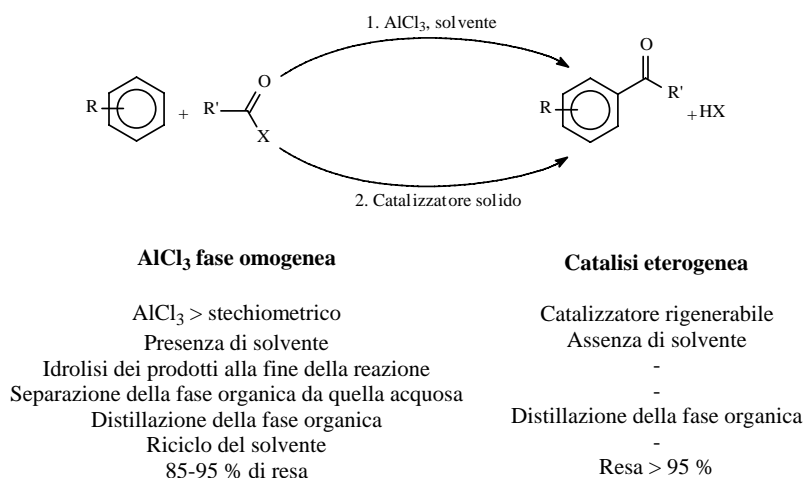 1. AlCl3, solvente
O
O
R
+
R'
X
R
R'
+HX
2. Catalizzatore solido
AlCl3 fase omogenea
Catalisi eterogenea
AlCl3 > stechiometrico
Catalizzatore rigenerabile
Presenza di solvente
Assenza di solvente
Idrolisi dei prodotti alla fine della reazione
-
Separazione della fase organica da quella acquosa
-
Distillazione della fase organica
Distillazione della fase organica
Riciclo del solvente
-
85-95 % di resa
Resa > 95 %